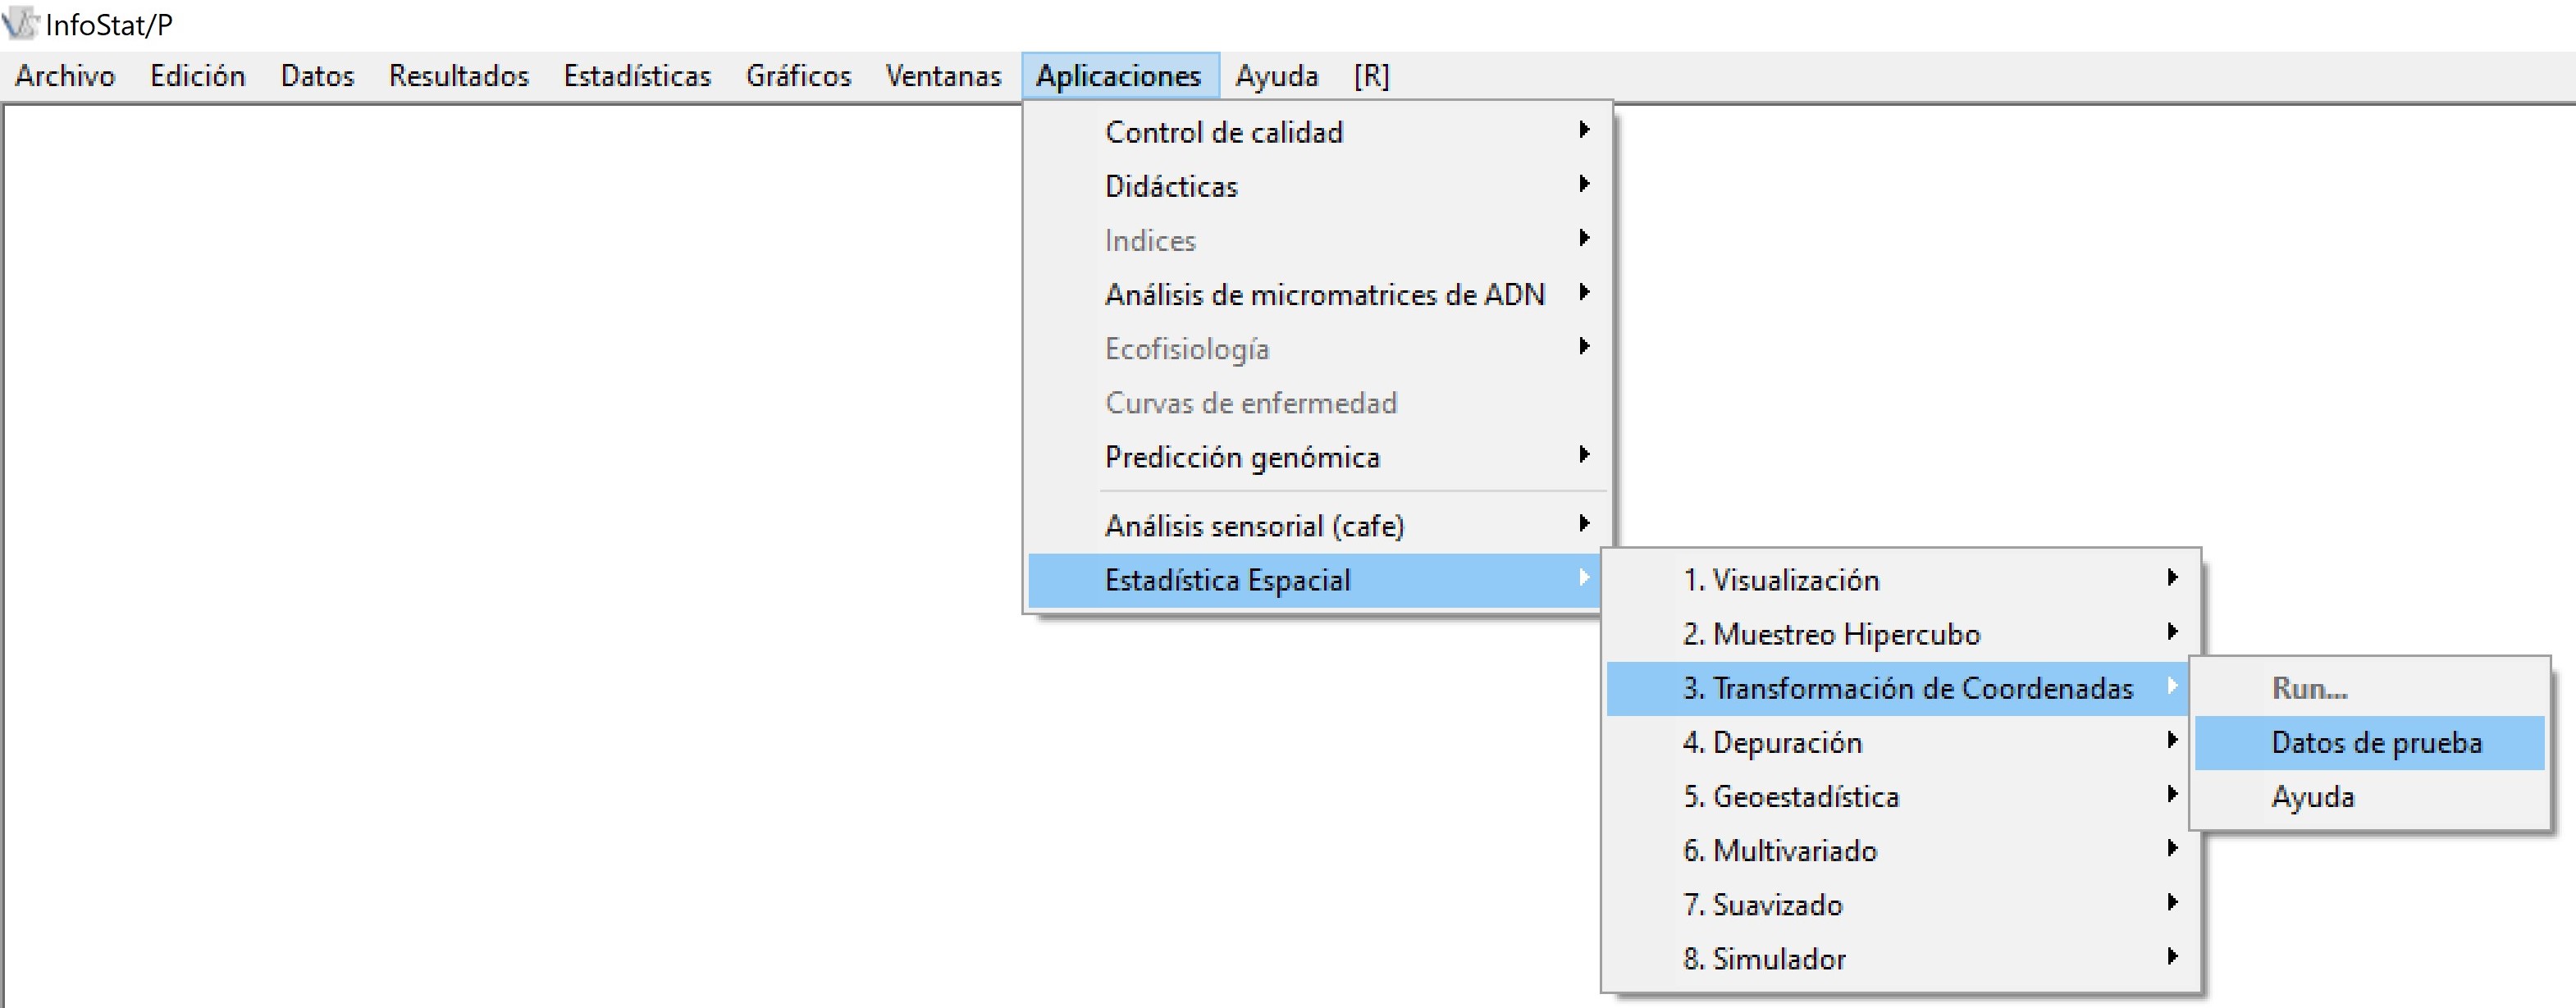 InfoStat/P
Archivo Edición Datos Resultados Estadísticas Gráficos Ventanas Aplicaciones Ayuda [R]
Control de calidad
Didácticas
Indices
Análisis de micromatrices de ADN
Ecofisiología
Curvas de enfermedad
Predicción genómica
Análisis sensorial (cafe)
Estadística Espacial
1. Visualización
2. Muestreo Hipercubo
3. Transformación de Coordenadas
4. Depuración
5. Geoestadística
6. Multivariado
7. Suavizado
8. Simulador
Run...
Datos de prueba
Ayuda